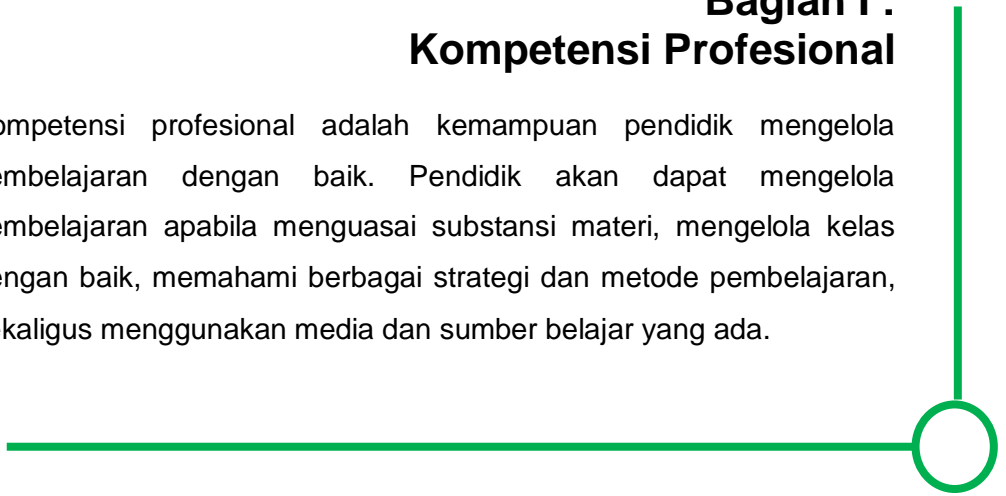 Bagian I :
Kompetensi Profesional
ompetensi profesional adalah kemampuan pendidik mengelola
embelajaran dengan baik. Pendidik akan dapat mengelola
embelajaran apabila menguasai substansi materi, mengelola kelas
engan baik, memahami berbagai strategi dan metode pembelajaran,
ekaligus menggunakan media dan sumber belajar yang ada.